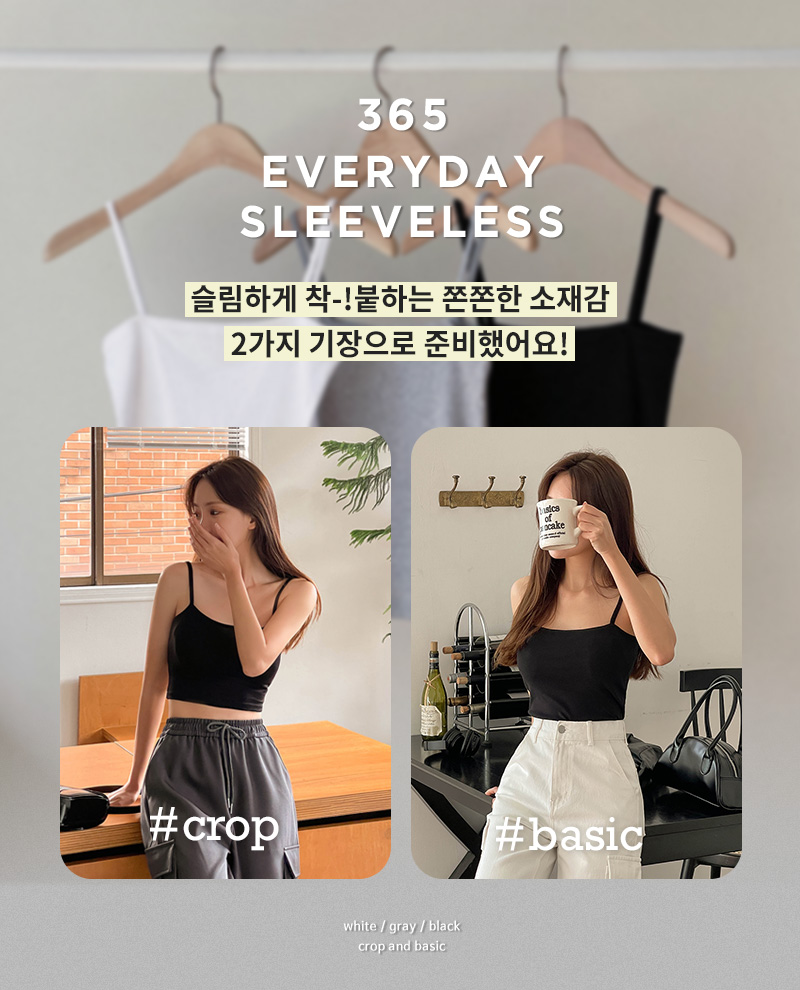 365
EVERYDAY
SLEEVELESS
슬림하게 착-!붙하는 쫀쫀한 소재감
2가지 기장으로 준비했어요!
of
#crop
#basic
white / gray / black
crop and basic